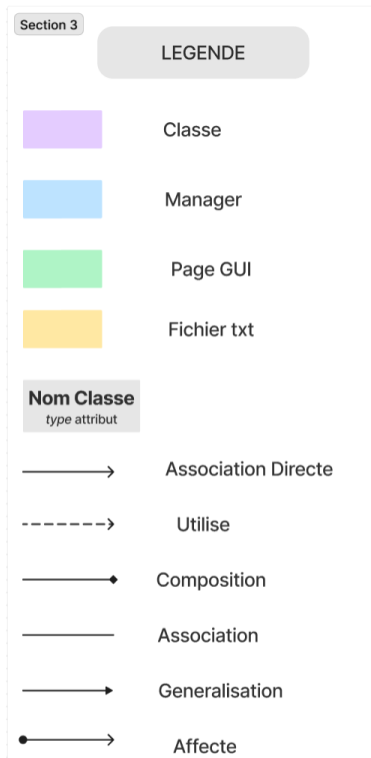 Section 3
LEGENDE
Classe
Manager
Page GUI
Fichier txt
Nom Classe
type attribut
Association Directe
Utilise
Composition
Association
Generalisation
Affecte